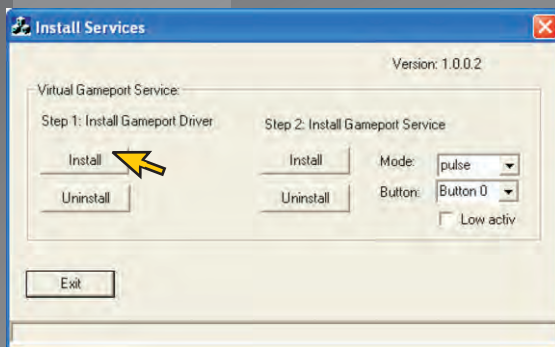 Install Services
Version: 1.0.0.2
Virtual Gameport Service:
Step 1: Install Gameport Driver
Install
Uninstall
Step 2: Install Gameport Service
Install
Mode:
pulse
Uninstall
Button:
Button 0
Low activ
Exit